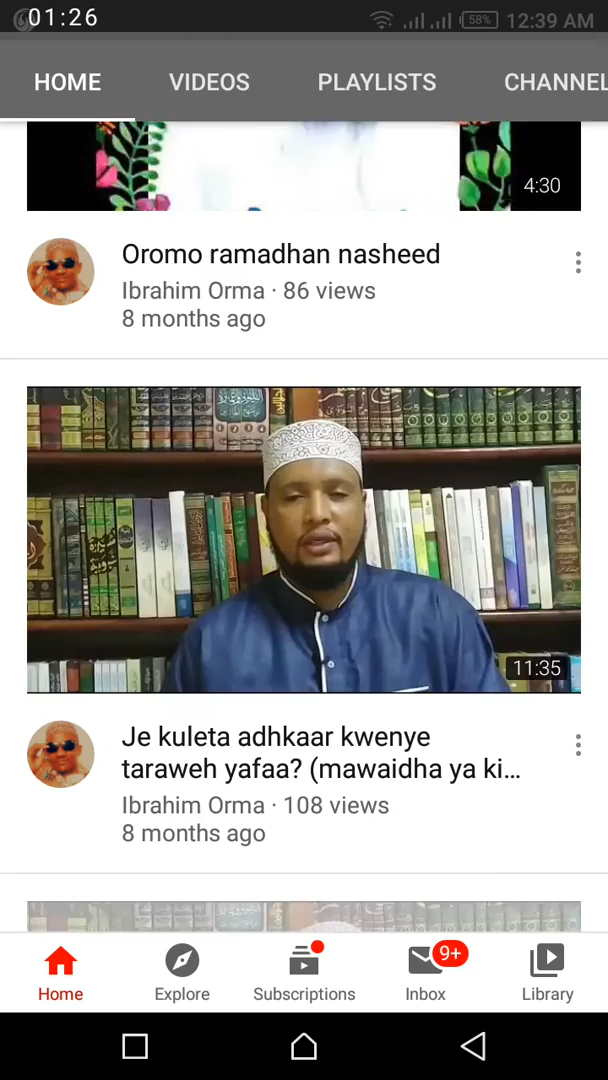 01:26
58%
12:39 AM
HOME
VIDEOS
PLAYLISTS
CHANNEL
4:30
Oromo ramadhan nasheed
Ibrahim Orma · 86 views
8 months ago
11:35
Je kuleta adhkaar kwenye
taraweh yafaa? (mawaidha ya ki...
Ibrahim Orma · 108 views
8 months ago
9+
Home
Explore
Subscriptions
Inbox
Library